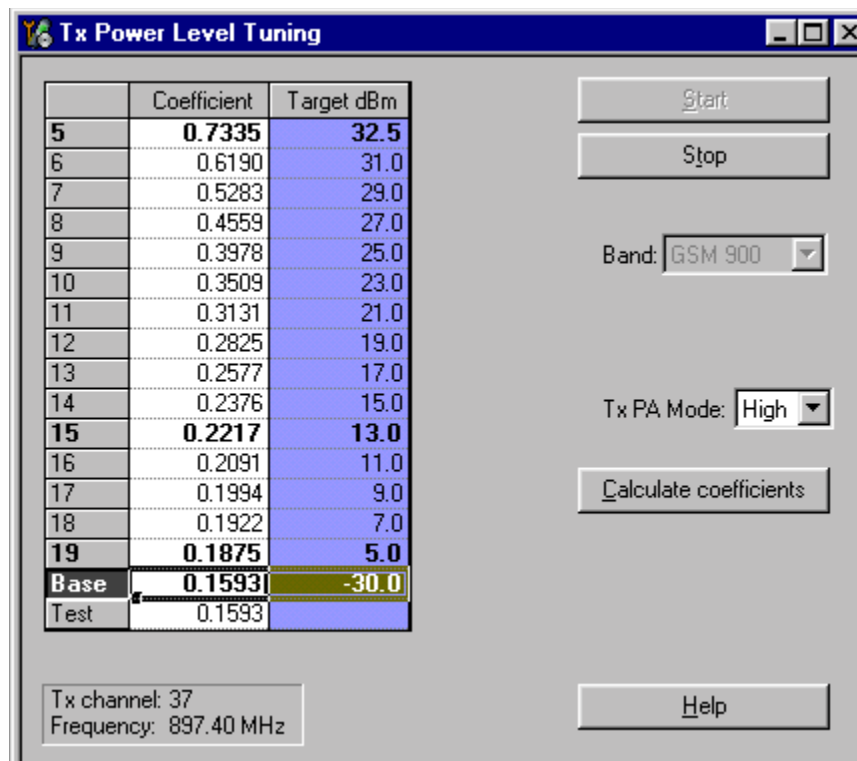 Tx Power Level Tuning
Coefficient Target dBm
5 0.7335 32.5
6 0.6190 31.0
7 0.5283 29.0
8 0.4559 27.0
9 0.3978 25.0
10 0.3509 23.0
11 0.3131 21.0
12 0.2825 19.0
13 0.2577 17.0
14 0.2376 15.0
15 0.2217 13.0
16 0.2091 11.0
17 0.1994 9.0
18 0.1922 7.0
19 0.1875 5.0
Base 0.1593 -30.0
Test 0.1593
Tx channel: 37
Frequency: 897.40 MHz
Start
Stop
Band: GSM 900
Tx PA Mode: High
Calculate coefficients
Help